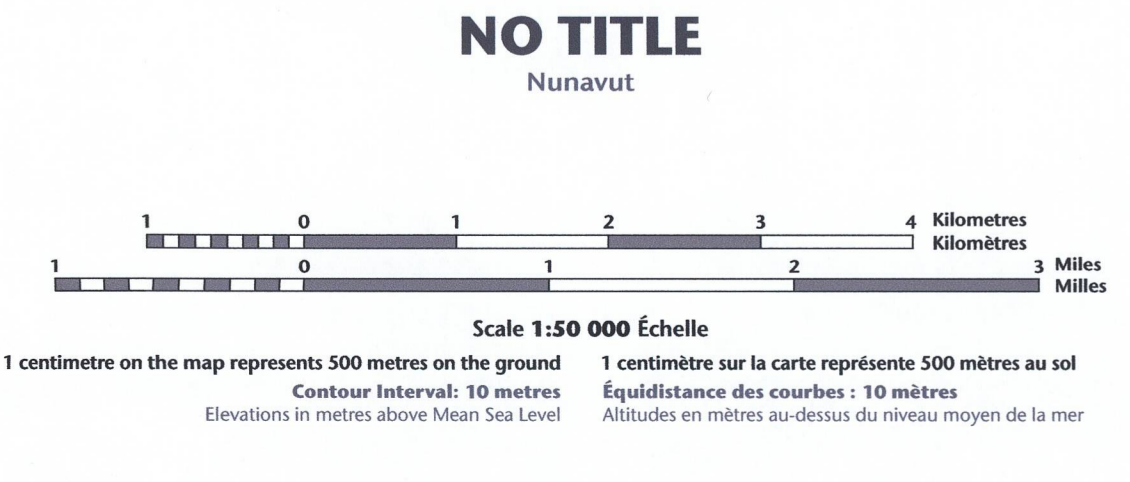 NO TITLE
Nunavut
1 0 1 2 3 4 Kilometres
Kilomètres
1 0 1 2 3 Miles
Milles
Scale 1:50 000 Échelle
1 centimetre on the map represents 500 metres on the ground
Contour Interval: 10 metres
Elevations in metres above Mean Sea Level
1 centimètre sur la carte représente 500 mètres au sol
Équidistance des courbes : 10 mètres
Altitudes en mètres au-dessus du niveau moyen de la mer